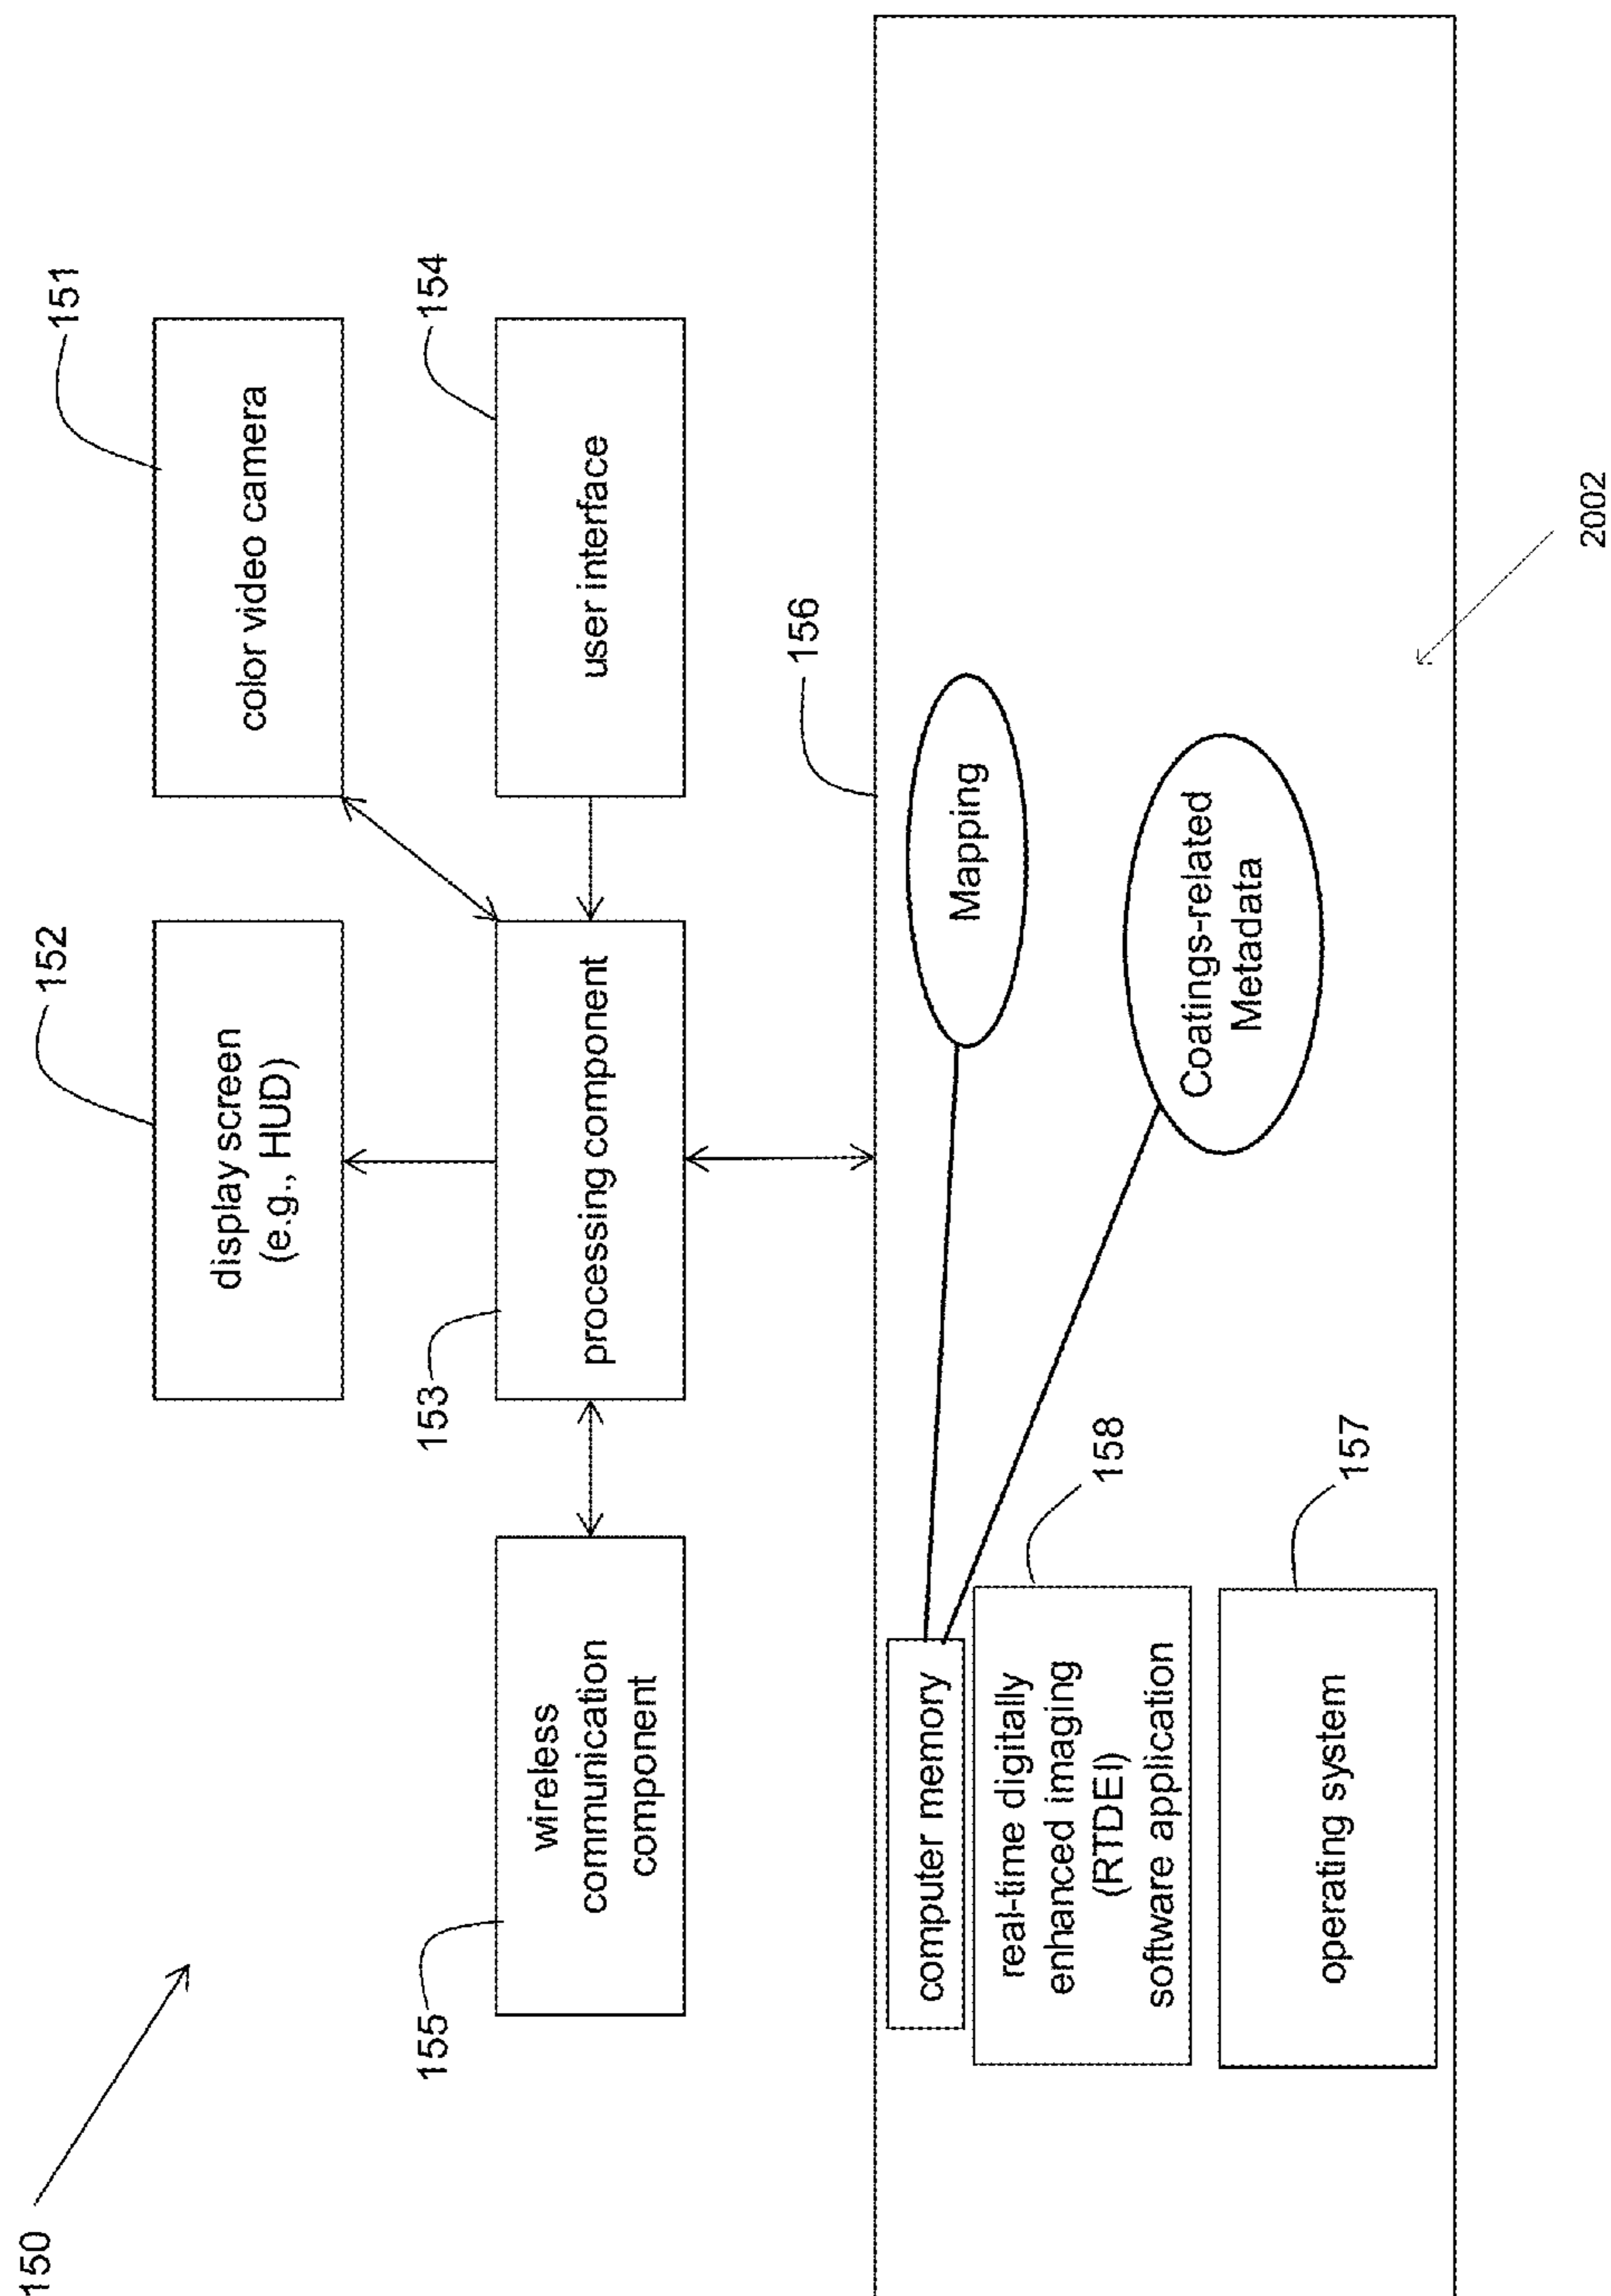 150
151
color video camera
152
display screen
(e.g., HUD)
154
user interface
153
processing component
155
wireless
communication
component
156
Mapping
Coatings-related
Metadata
computer memory
158
real-time digitally
enhanced imaging
(RTDEI)
software application
157
operating system
2002